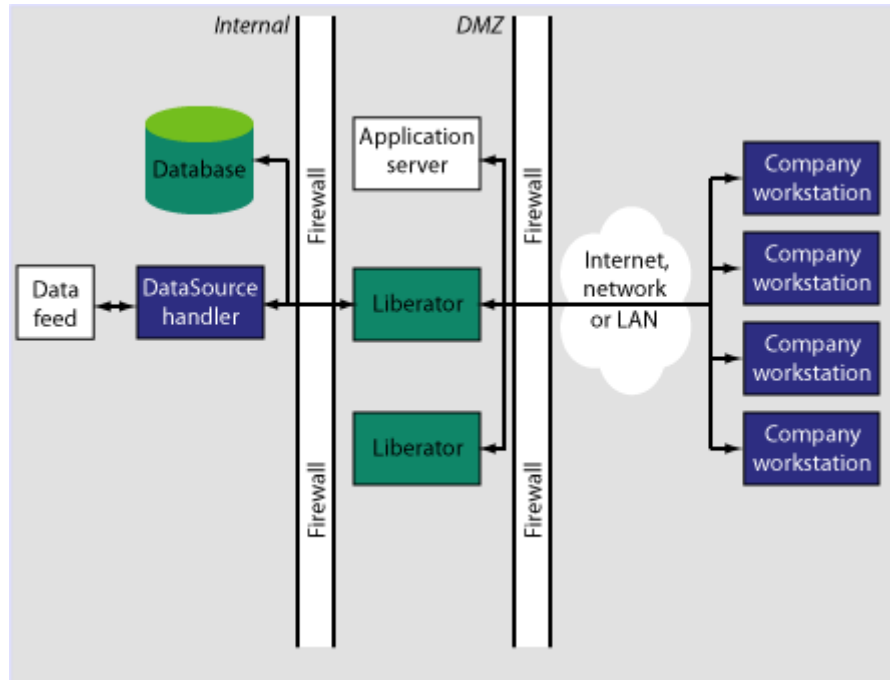 Internal
DMZ
Database
Application
server
Firewall
Firewall
Company
workstation
Data
feed
DataSource
handler
Liberator
Internet,
network
or LAN
Company
workstation
Company
workstation
Liberator
Firewall
Firewall
Company
workstation